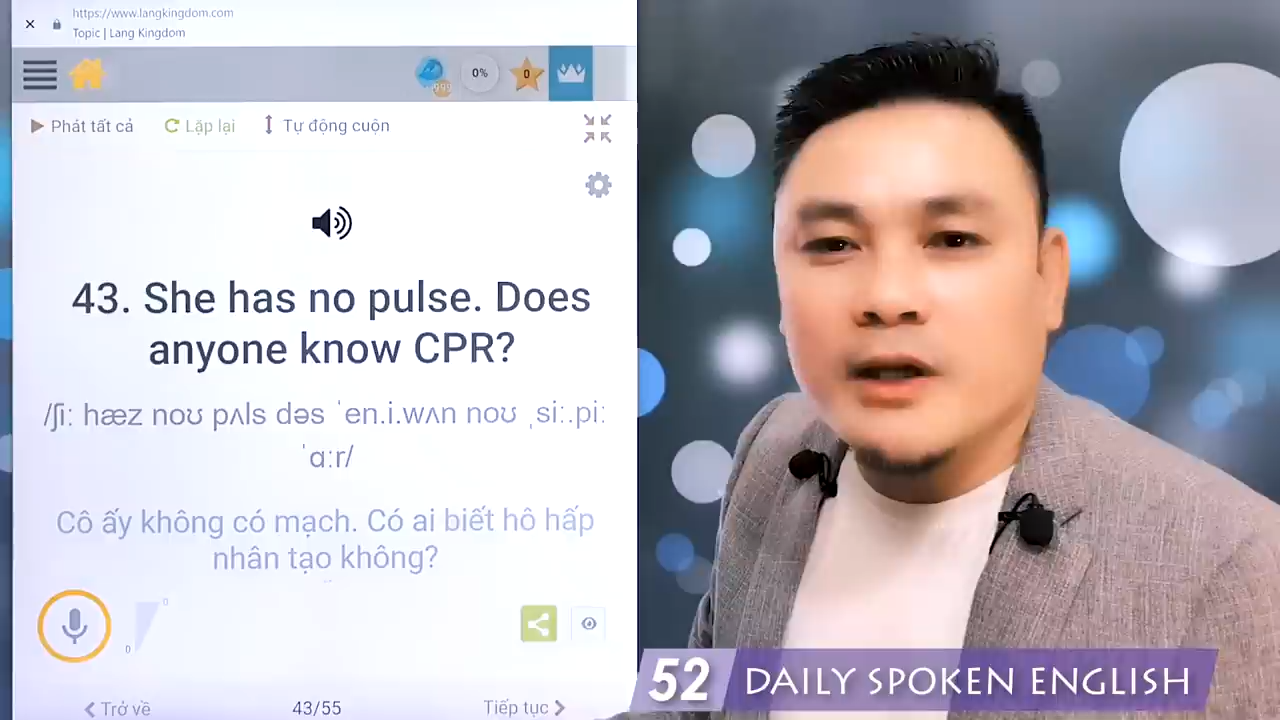 https://www.langkingdom.com
Topic | Lang Kingdom
999
0%
0
Phát tất cả
Lặp lại
Tự động cuộn
43. She has no pulse. Does
anyone know CPR?
/ʃiː hæz noʊ pʌls dəs ˈen.i.wʌn noʊ ˌsiː.piː
ˈɑːr/
Cô ấy không có mạch. Có ai biết hô hấp
nhân tạo không?
0
0
Trở về
43/55
Tiếp tục
52 DAILY SPOKEN ENGLISH